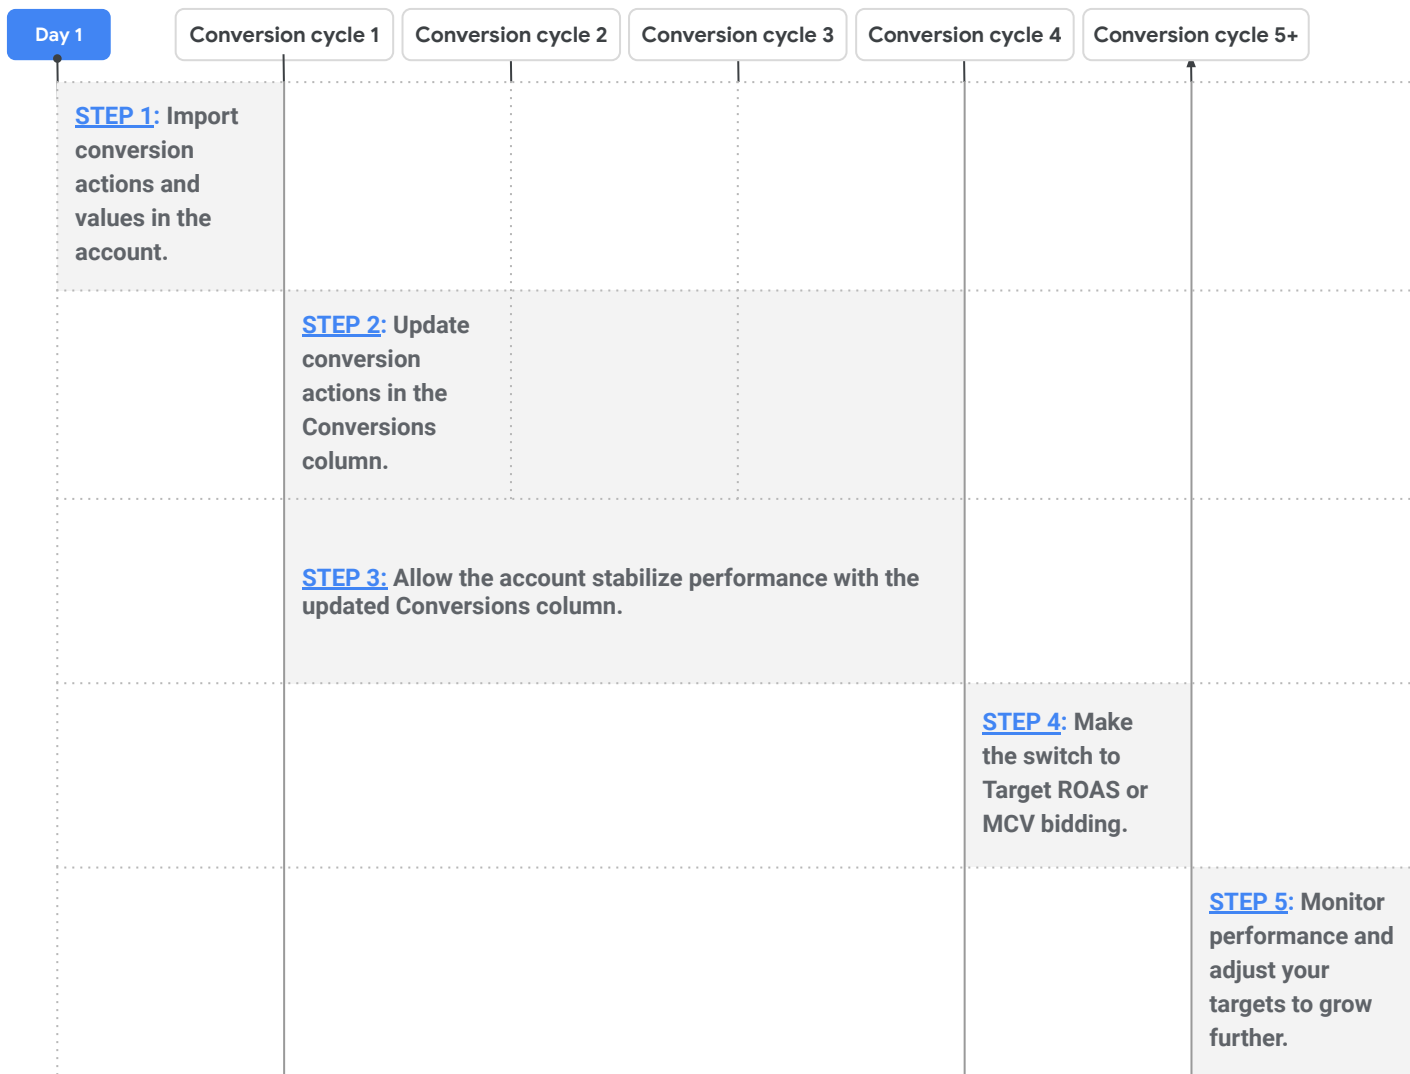 Day 1
Conversion cycle 1
Conversion cycle 2
Conversion cycle 3
Conversion cycle 4
Conversion cycle 5+
STEP 1: Import
conversion
actions and
values in the
account.
STEP 2: Update
conversion
actions in the
Conversions
column.
STEP 3: Allow the account stabilize performance with the
updated Conversions column.
STEP 4: Make
the switch to
Target ROAS or
MCV bidding.
STEP 5: Monitor
performance and
adjust your
targets to grow
further.